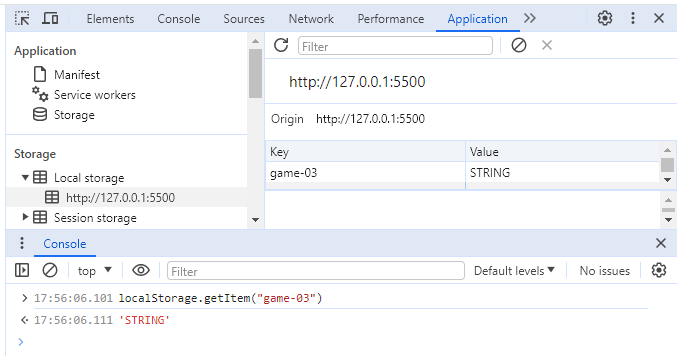 Elements Console Sources Network Performance Application
Application
Manifest
Service workers
Storage
Storage
Local storage
http://127.0.0.1:5500
Session storage
Filter
http://127.0.0.1:5500
Origin http://127.0.0.1:5500
Key Value
game-03 STRING
Console
top Filter Default levels No issues
17:56:06.101 localStorage.getItem("game-03")
17:56:06.111 'STRING'